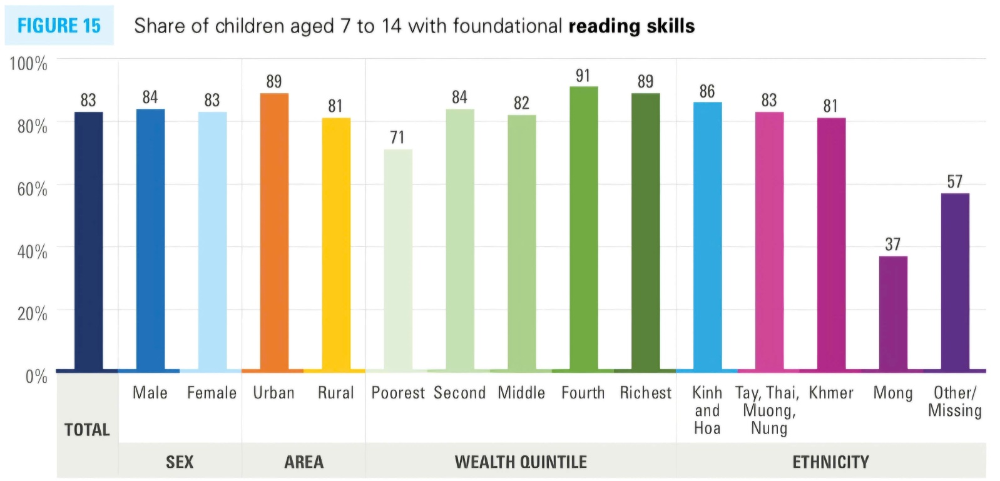 FIGURE 15 Share of children aged 7 to 14 with foundational reading skills
100%
80%
60%
40%
20%
0%
83
84
83
89
81
71
84
82
91
89
86
83
81
37
57
TOTAL
Male Female
SEX
Urban Rural
AREA
Poorest Second Middle Fourth Richest
WEALTH QUINTILE
Kinh
and
Hoa
Tay, Thai,
Muong,
Nung
Khmer
Mong
Other/
Missing
ETHNICITY